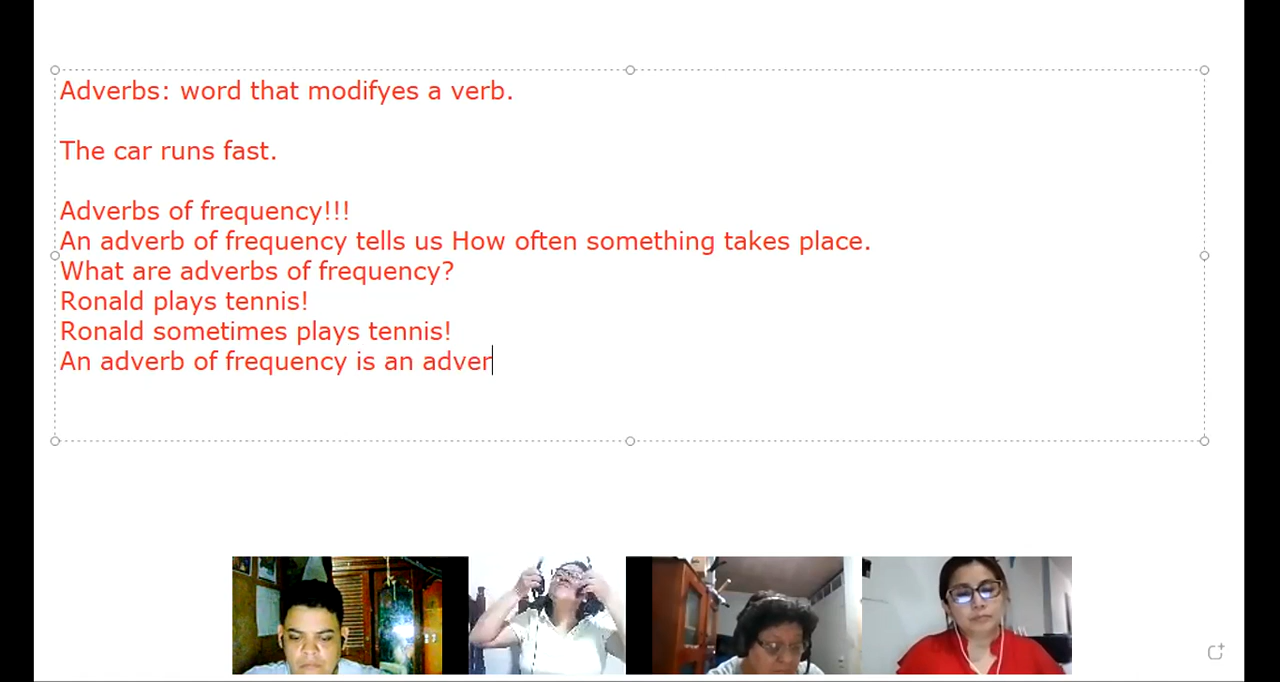 Adverbs: word that modifyes a verb.
The car runs fast.
Adverbs of frequency!!!
An adverb of frequency tells us How often something takes place.
What are adverbs of frequency?
Ronald plays tennis!
Ronald sometimes plays tennis!
An adverb of frequency is an adver